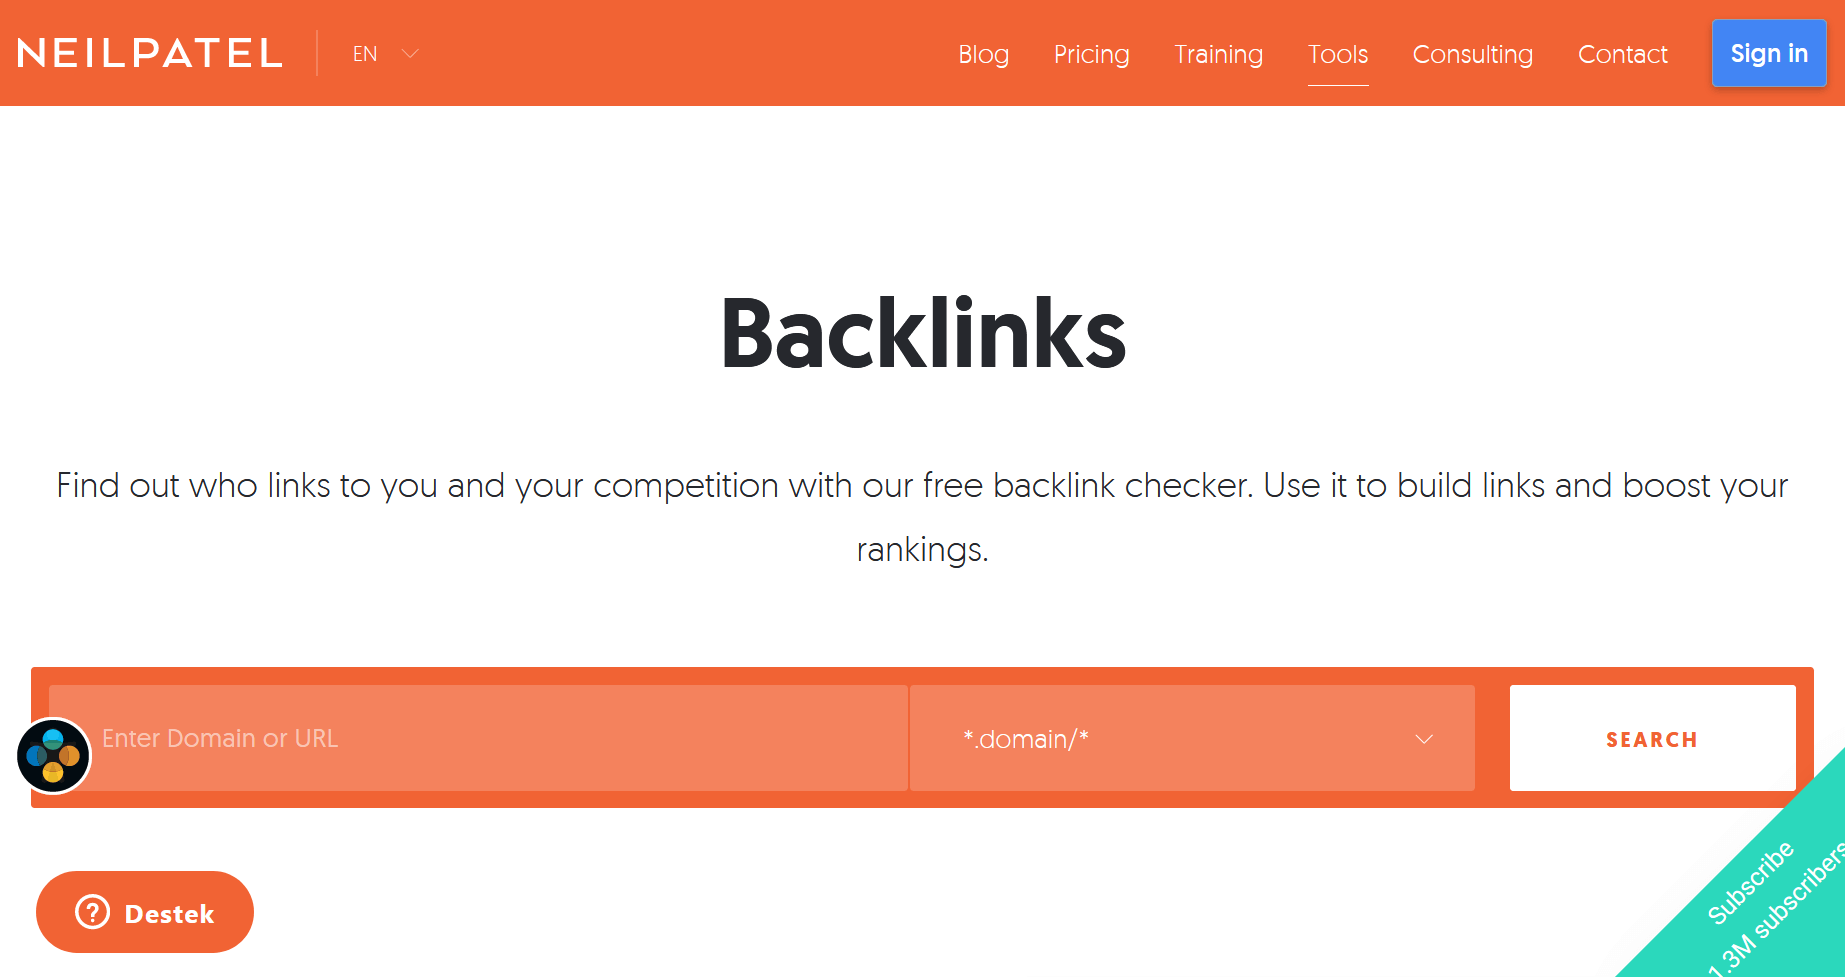 NEILPATEL
EN
Blog
Pricing
Training
Tools
Consulting
Contact
Sign in
Backlinks
Find out who links to you and your competition with our free backlink checker. Use it to build links and boost your
rankings.
Enter Domain or URL
*.domain/*
SEARCH
Destek
Subscribe
1.3M subscribers